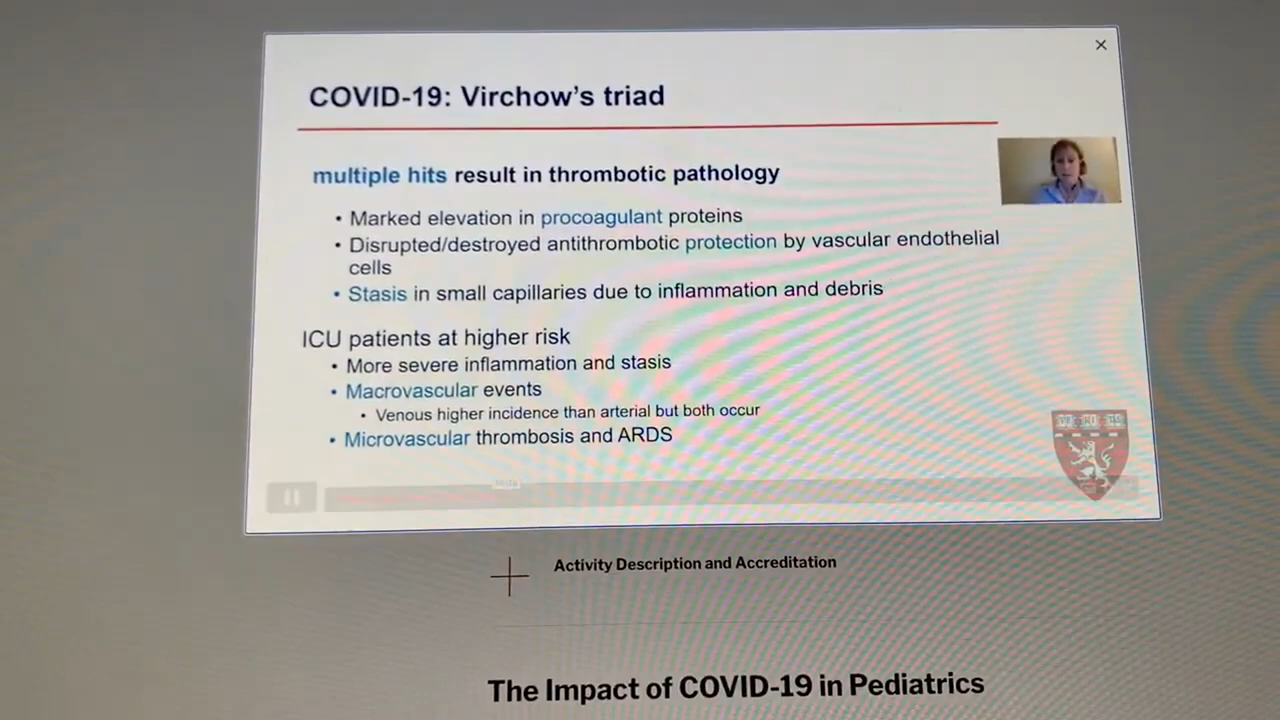 COVID-19: Virchow's triad
multiple hits result in thrombotic pathology
• Marked elevation in procoagulant proteins
• Disrupted/destroyed antithrombotic protection by vascular endothelial
cells
• Stasis in small capillaries due to inflammation and debris
ICU patients at higher risk
• More severe inflammation and stasis
• Macrovascular events
• Venous higher incidence than arterial but both occur
• Microvascular thrombosis and ARDS
Activity Description and Accreditation
The Impact of COVID-19 in Pediatrics